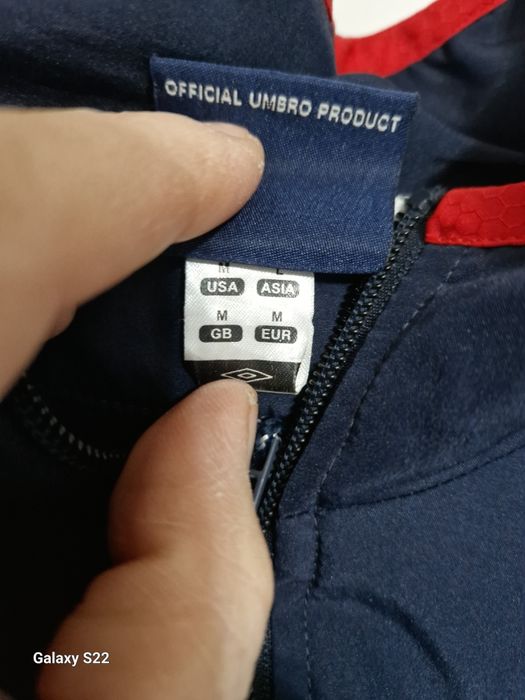 OFFICIAL UMBRO PRODUCT
M L
USA ASIA
M M
GB EUR
Galaxy S22